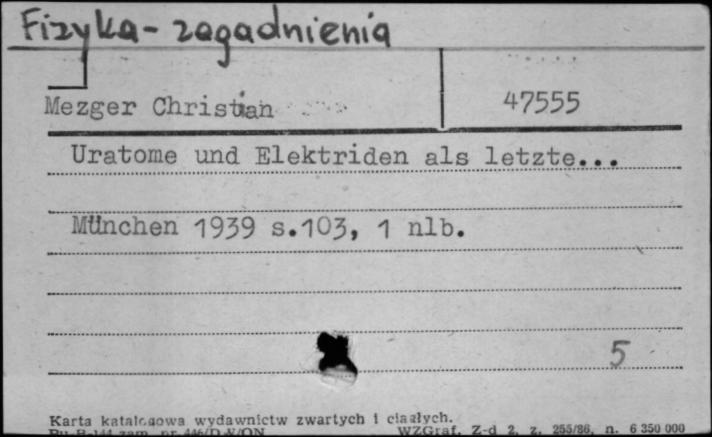 Fizyka - zagadnienia
Mezger Christian 47555
Uratome und Elektriden als letzte...
München 1939 s.103, 1 nlb.
5
Karta katalogowa wydawnictw zwartych i ciągłych.
WZGraf. Z-d 2, z. 255/86, n. 6 350 000